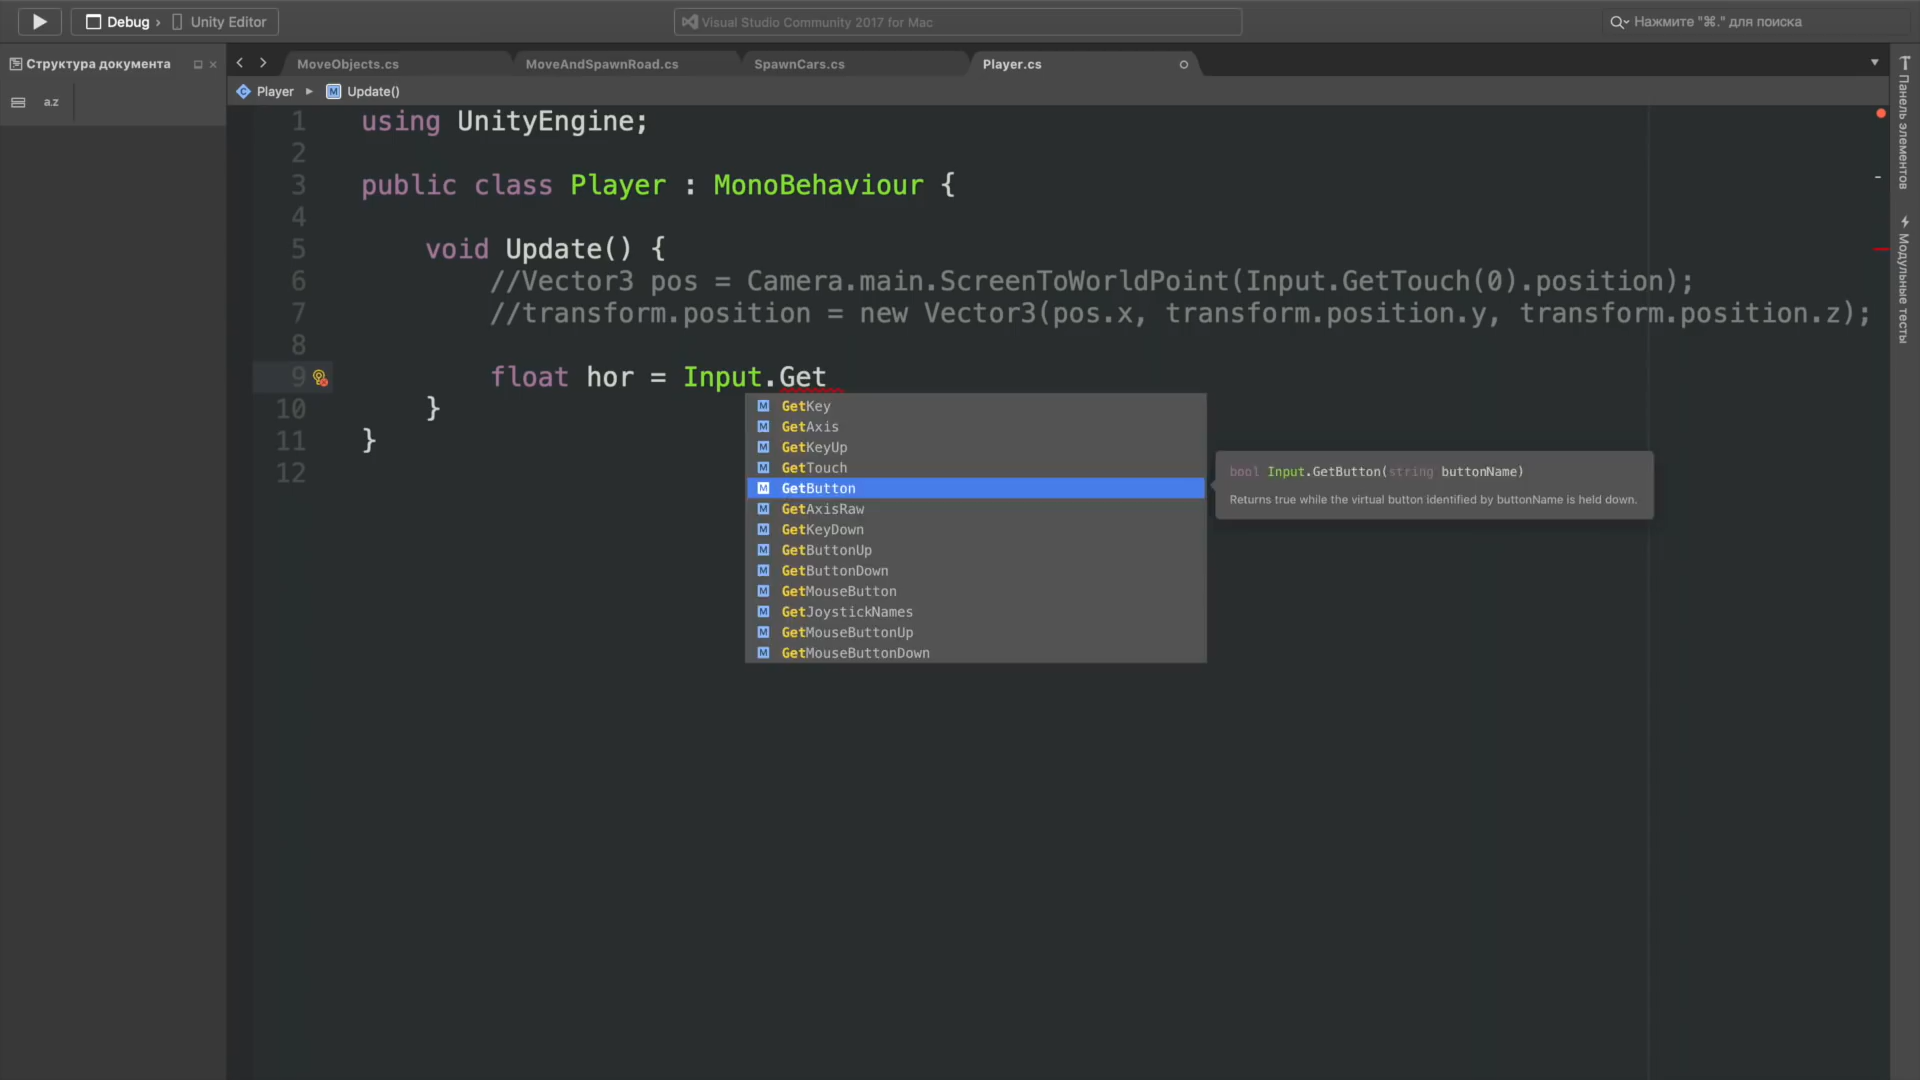 Debug › Unity Editor
Visual Studio Community 2017 for Mac
Нажмите "⌘." для поиска
Структура документа
MoveObjects.cs
MoveAndSpawnRoad.cs
SpawnCars.cs
Player.cs
a.z
Player ▸ M Update()
1 using UnityEngine;
2
3 public class Player : MonoBehaviour {
4
5 void Update() {
6 //Vector3 pos = Camera.main.ScreenToWorldPoint(Input.GetTouch(0).position);
7 //transform.position = new Vector3(pos.x, transform.position.y, transform.position.z);
8
9 float hor = Input.Get
10 }
11 }
12
M GetKey
M GetAxis
M GetKeyUp
M GetTouch
M GetButton
M GetAxisRaw
M GetKeyDown
M GetButtonUp
M GetButtonDown
M GetMouseButton
M GetJoystickNames
M GetMouseButtonUp
M GetMouseButtonDown
bool Input.GetButton(string buttonName)
Returns true while the virtual button identified by buttonName is held down.
Панель элементов
Модульные тесты